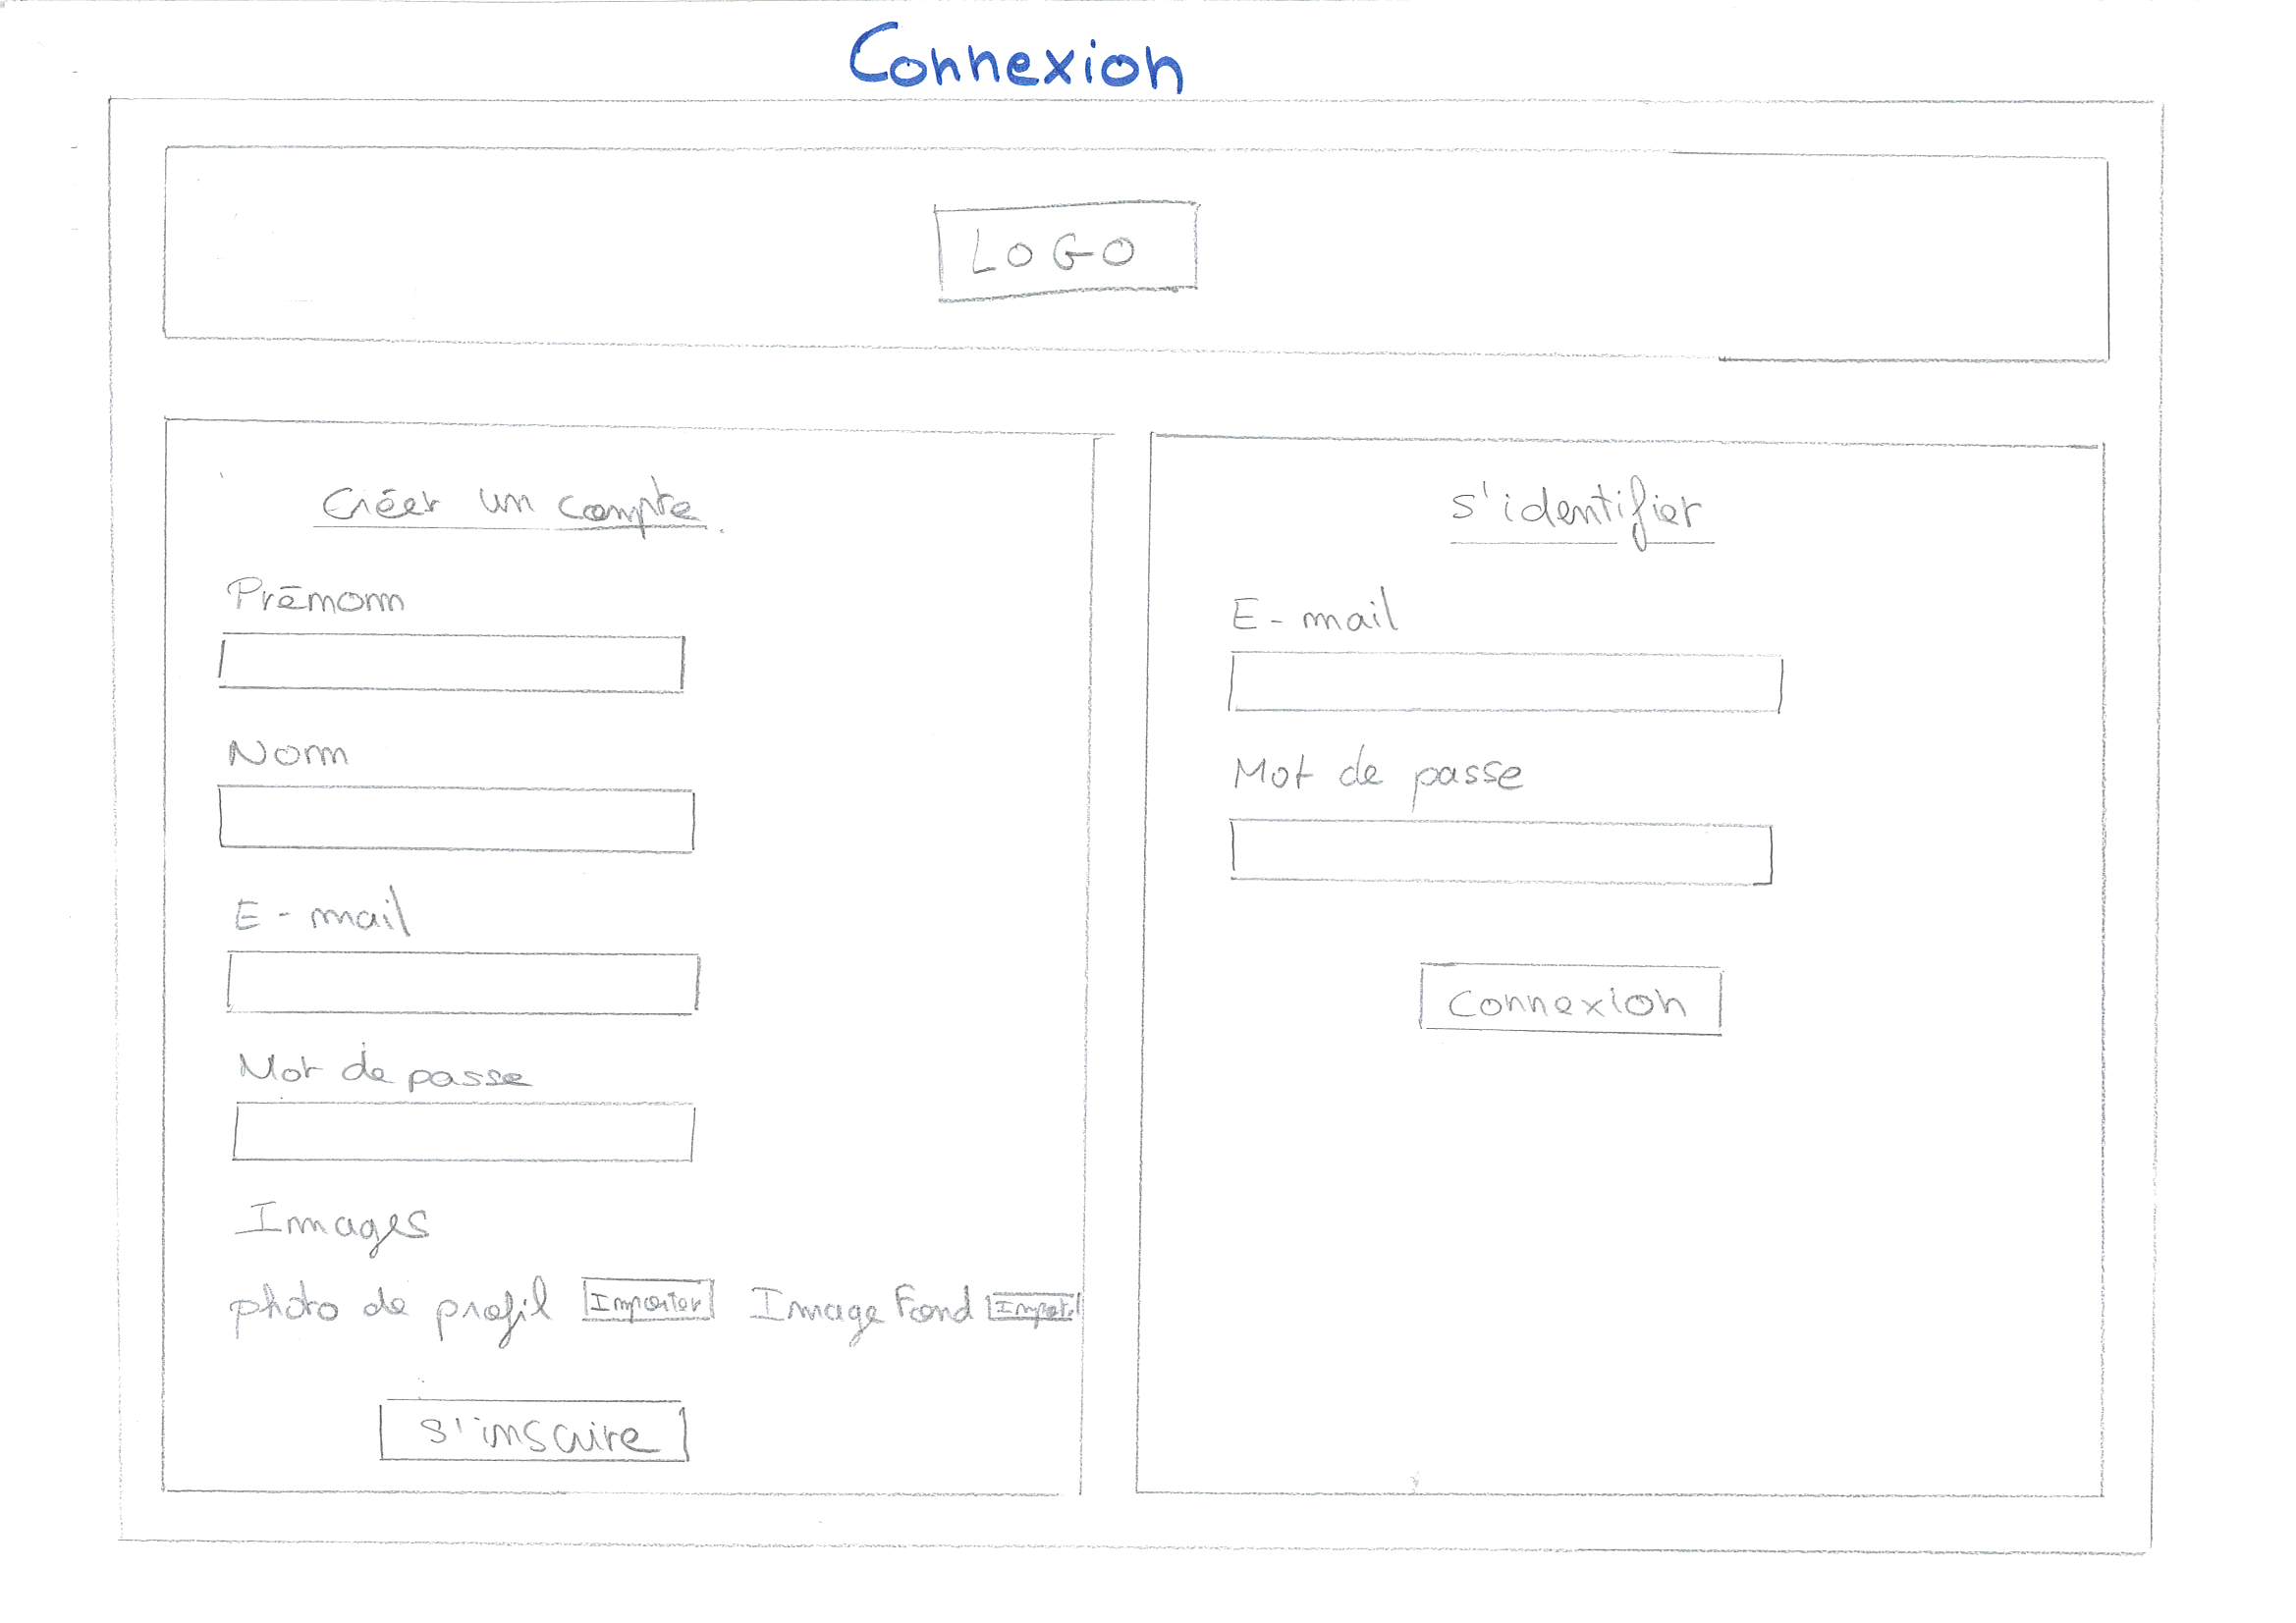 Connexion
LOGO
Créer un compte.
Prénom
Nom
E-mail
Mot de passe
Images
photo de profil Importer Image Fond Import.
s'inscrire
s'identifier
E-mail
Mot de passe
Connexion